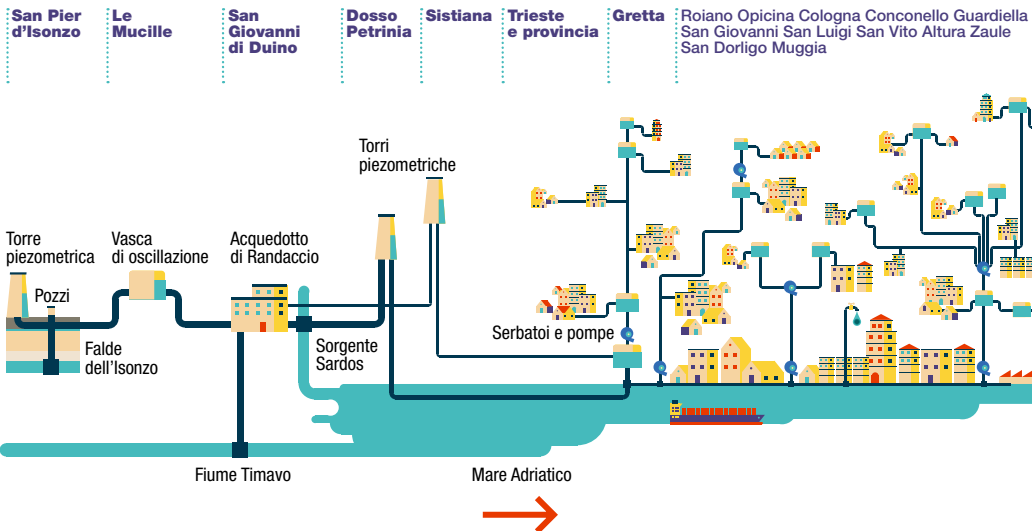 San Pier
d'Isonzo
Le
Mucille
San
Giovanni
di Duino
Dosso
Petrinia
Sistiana
Trieste
e provincia
Gretta
Roiano Opicina Cologna Conconello Guardiella
San Giovanni San Luigi San Vito Altura Zaule
San Dorligo Muggia
Torri
piezometriche
Torre
piezometrica
Vasca
di oscillazione
Acquedotto
di Randaccio
Pozzi
Serbatoi e pompe
Falde
dell'Isonzo
Sorgente
Sardos
Fiume Timavo
Mare Adriatico